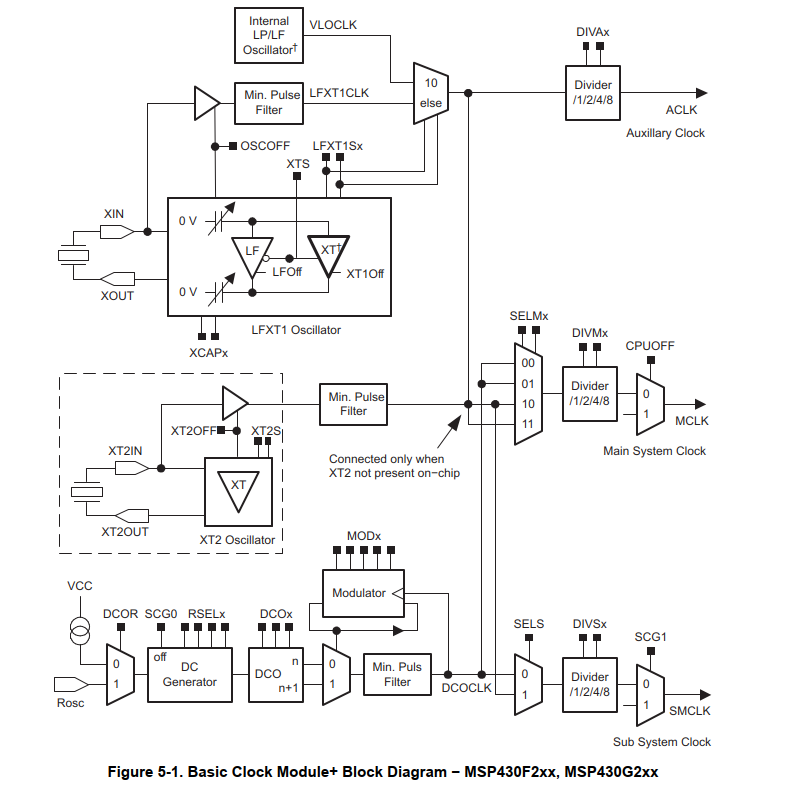 Internal
LP/LF
Oscillator†
VLOCLK
DIVAx
10
else
Divider
/1/2/4/8
Min. Pulse
Filter
LFXT1CLK
ACLK
Auxillary Clock
OSCOFF
LFXT1Sx
XTS
XIN
0 V
LF
XT†
LFOff
XT1Off
0 V
XOUT
LFXT1 Oscillator
XCAPx
SELMx
DIVMx
CPUOFF
00
01
10
11
Divider
/1/2/4/8
0
1
MCLK
Main System Clock
Min. Pulse
Filter
XT2OFF
XT2S
Connected only when
XT2 not present on−chip
XT2IN
XT
XT2OUT
XT2 Oscillator
MODx
Modulator
VCC
DCOR
SCG0
RSELx
DCOx
SELS
DIVSx
SCG1
0
1
off
DC
Generator
DCO
n
n+1
0
1
Min. Puls
Filter
DCOCLK
0
1
Divider
/1/2/4/8
0
1
Rosc
SMCLK
Sub System Clock
Figure 5-1. Basic Clock Module+ Block Diagram − MSP430F2xx, MSP430G2xx